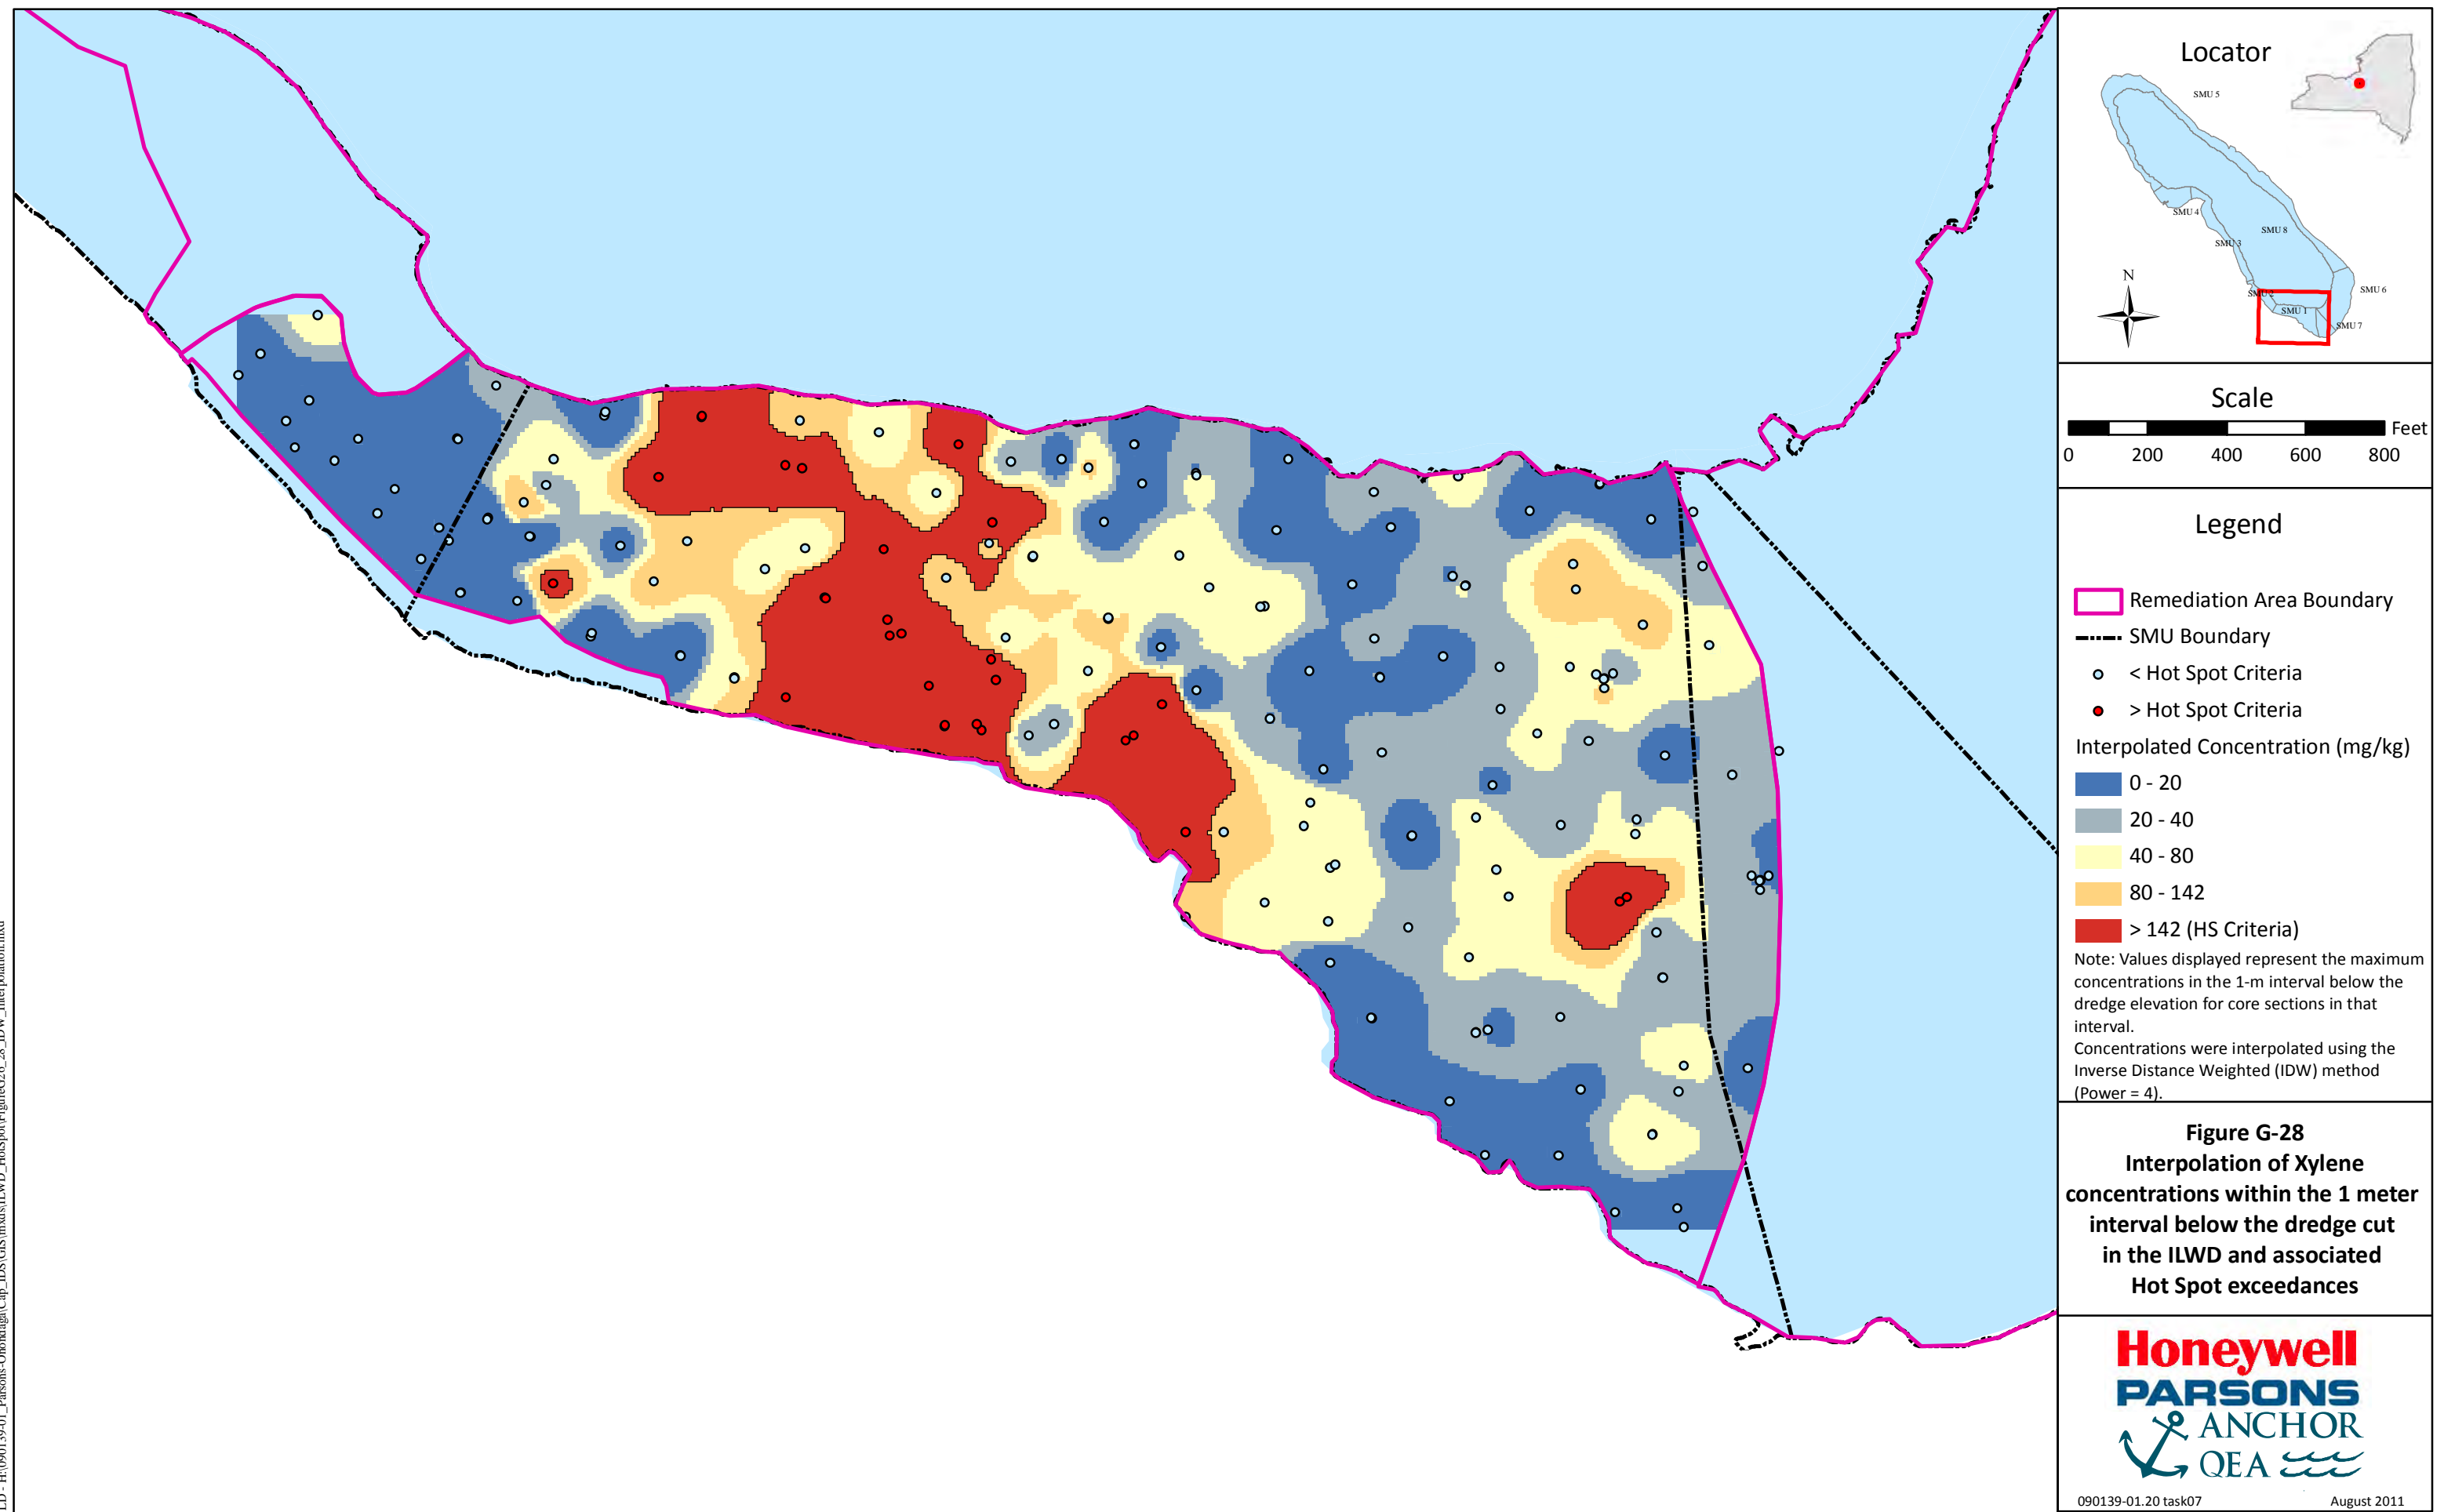 Locator
SMU 5
SMU 4
SMU 8
SMU 3
N
SMU 2
SMU 6
SMU 1
SMU 7
Scale
Feet
0 200 400 600 800
Legend
Remediation Area Boundary
SMU Boundary
< Hot Spot Criteria
> Hot Spot Criteria
Interpolated Concentration (mg/kg)
0 - 20
20 - 40
40 - 80
80 - 142
> 142 (HS Criteria)
Note: Values displayed represent the maximum
concentrations in the 1-m interval below the
dredge elevation for core sections in that
interval.
Concentrations were interpolated using the
Inverse Distance Weighted (IDW) method
(Power = 4).
Figure G-28
Interpolation of Xylene
concentrations within the 1 meter
interval below the dredge cut
in the ILWD and associated
Hot Spot exceedances
Honeywell
PARSONS
ANCHOR
QEA
090139-01.20 task07 August 2011